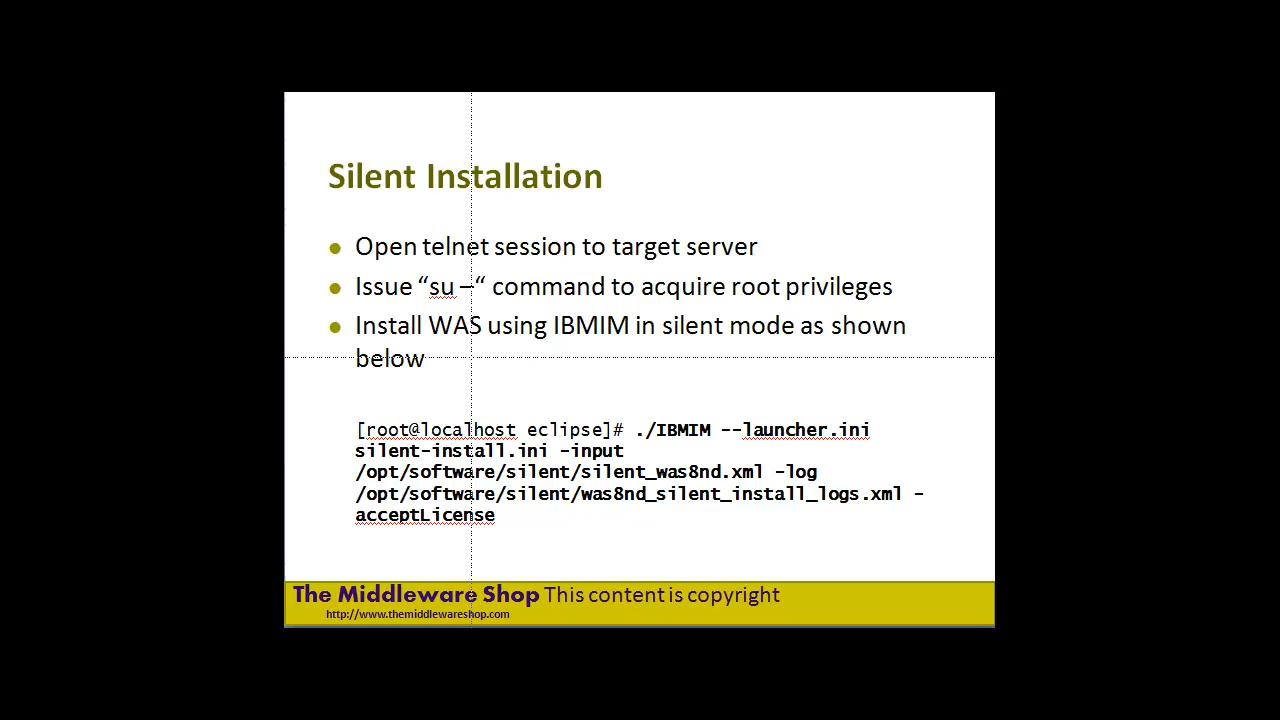 Silent Installation
Open telnet session to target server
Issue “su –“ command to acquire root privileges
Install WAS using IBMIM in silent mode as shown
below
[root@localhost eclipse]# ./IBMIM --launcher.ini
silent-install.ini -input
/opt/software/silent/silent_was8nd.xml -log
/opt/software/silent/was8nd_silent_install_logs.xml -
acceptLicense
The Middleware Shop This content is copyright
http://www.themiddlewareshop.com